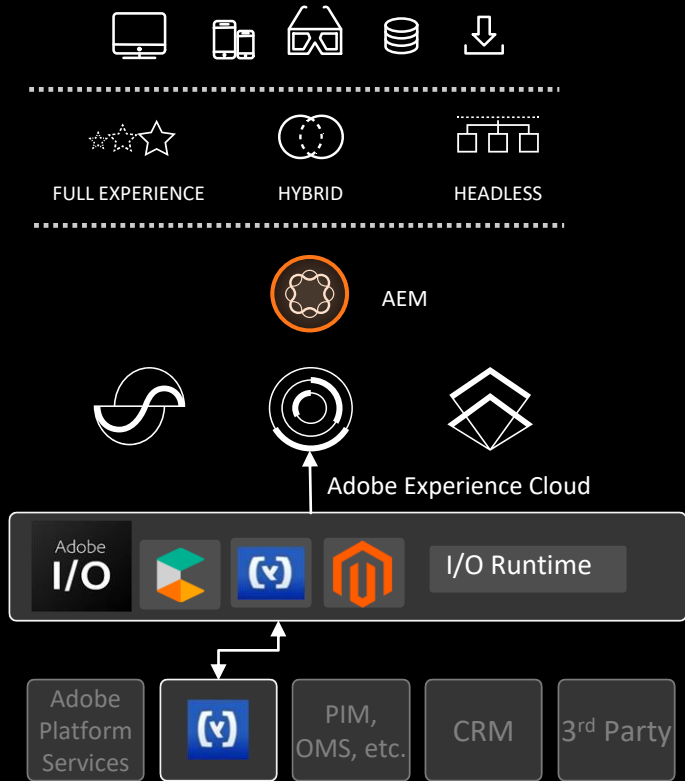 FULL EXPERIENCE
HYBRID
HEADLESS
AEM
Adobe Experience Cloud
Adobe
I/O
I/O Runtime
Adobe
Platform
Services
PIM,
OMS, etc.
CRM
3rd Party